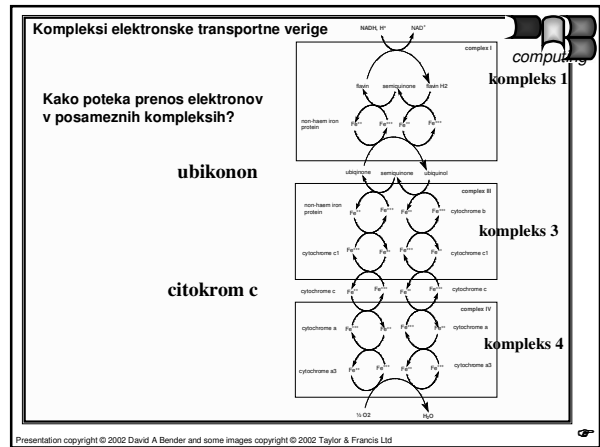 Kompleksi elektronske transportne verige
NADH, H⁺ NAD⁺
computing
complex I
kompleks 1
flavin semiquinone flavin H2
Kako poteka prenos elektronov
v posameznih kompleksih?
non-haem iron
protein
Fe⁺⁺ Fe⁺⁺⁺ Fe⁺⁺ Fe⁺⁺⁺
ubikonon
ubiqinone semiquinone ubiquinol
complex III
non-haem iron
protein
Fe⁺⁺ Fe⁺⁺⁺ Fe⁺⁺ Fe⁺⁺⁺
cytochrome b
kompleks 3
cytochrome c1
Fe⁺⁺⁺ Fe⁺⁺ Fe⁺⁺⁺ Fe⁺⁺
cytochrome c1
citokrom c
cytochrome c
Fe⁺⁺ Fe⁺⁺⁺ Fe⁺⁺ Fe⁺⁺⁺
cytochrome c
complex IV
cytochrome a
Fe⁺⁺⁺ Fe⁺⁺ Fe⁺⁺⁺ Fe⁺⁺
cytochrome a
kompleks 4
cytochrome a3
Fe⁺⁺ Fe⁺⁺⁺ Fe⁺⁺ Fe⁺⁺⁺
cytochrome a3
½ O2 H₂O
Presentation copyright © 2002 David A Bender and some images copyright © 2002 Taylor & Francis Ltd